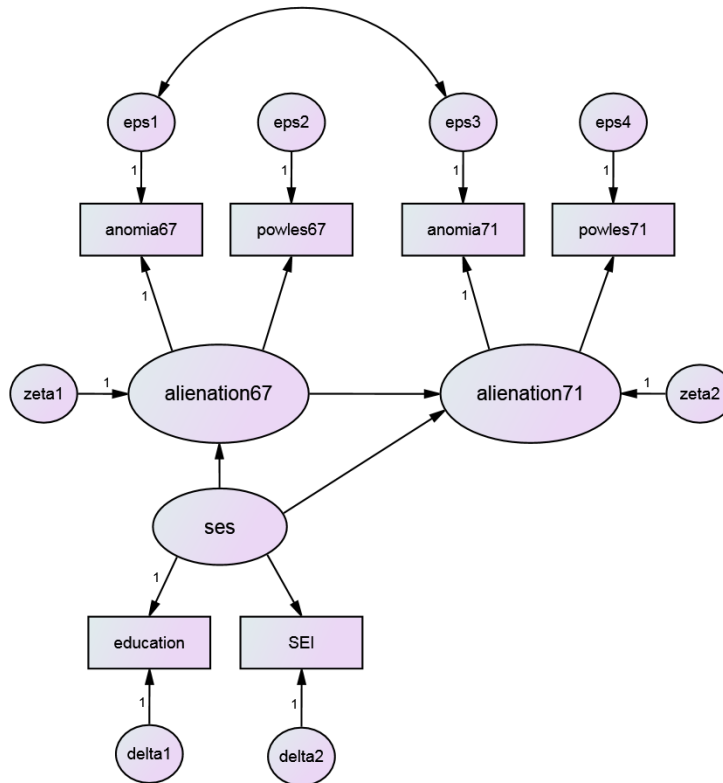 eps1
eps2
eps3
eps4
1
1
1
1
anomia67
powles67
anomia71
powles71
1
1
zeta1
1
alienation67
alienation71
1
zeta2
ses
1
education
SEI
1
1
delta1
delta2